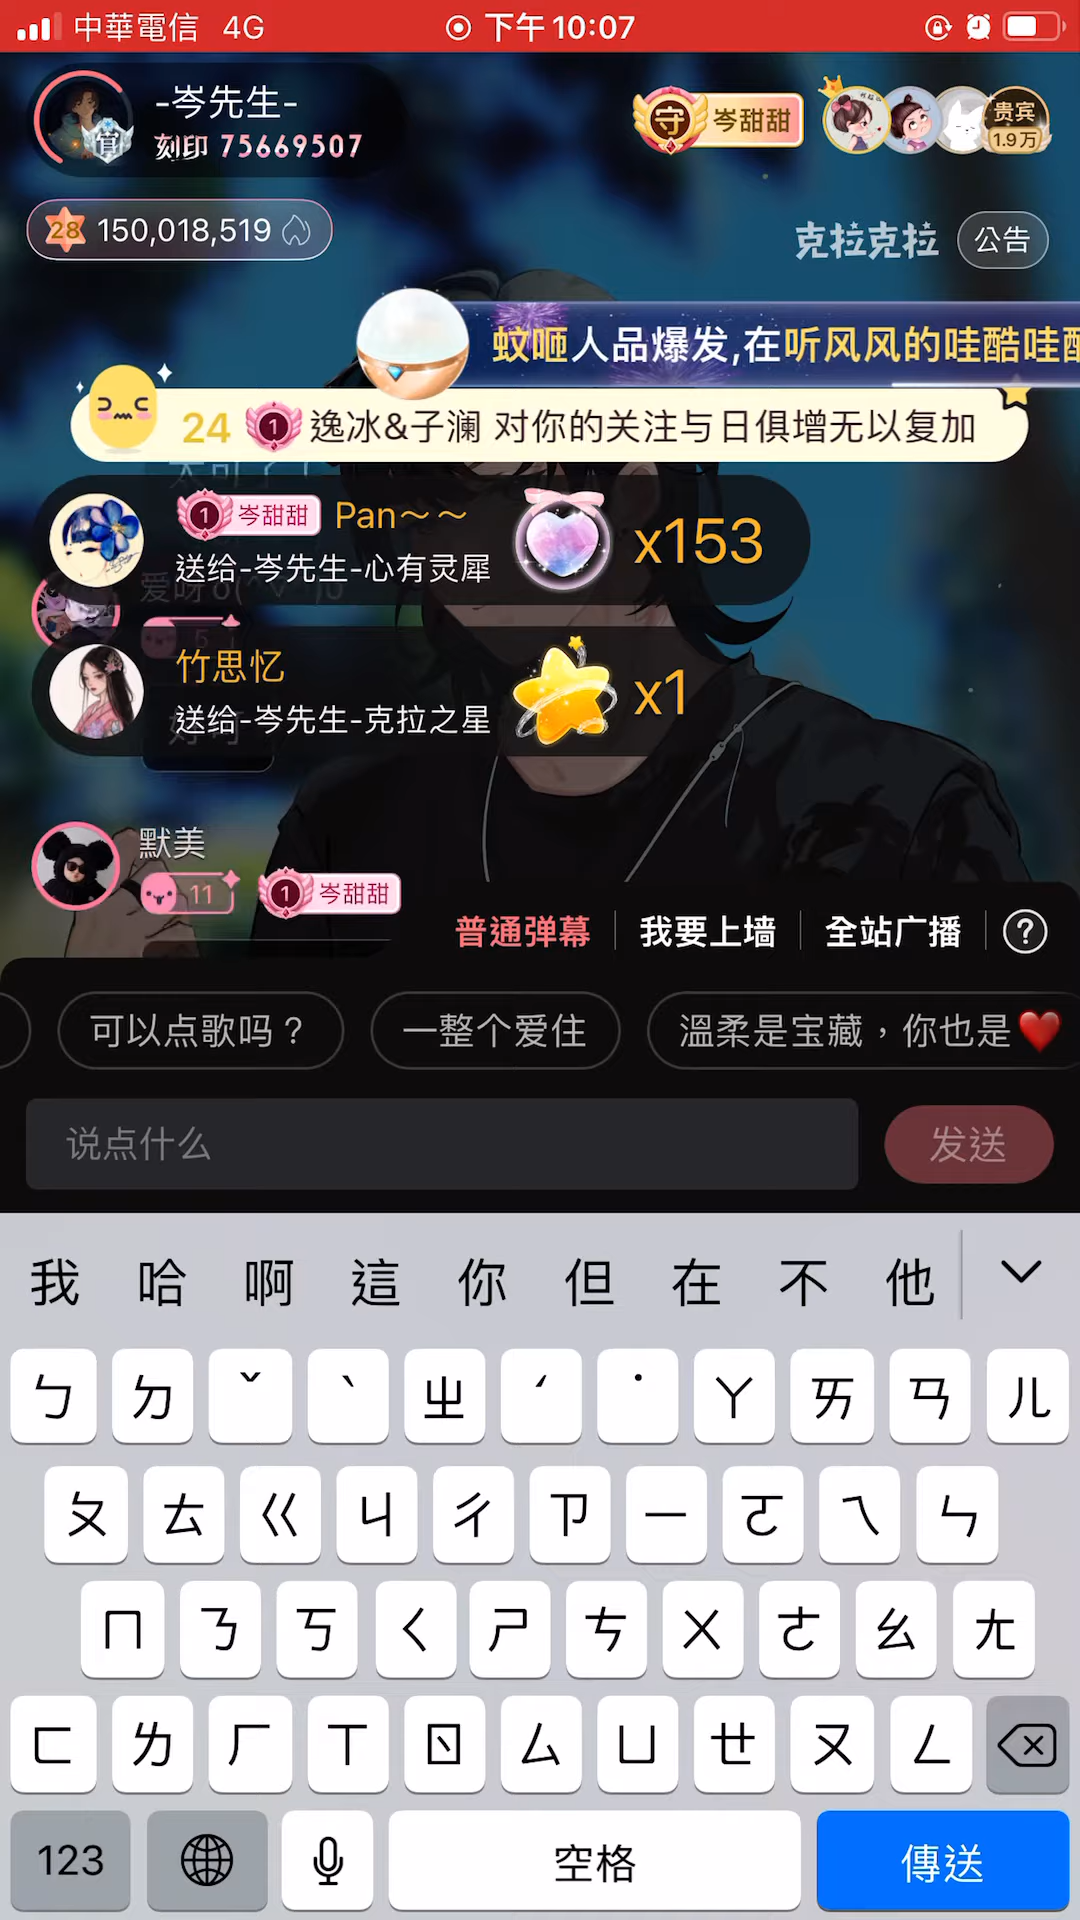 中華電信 4G
下午10:07
-岑先生-
刻印 75669507
守 岑甜甜
贵宾
1.9万
28 150,018,519
克拉克拉
公告
蚊咂人品爆发,在听风风的哇酷哇酷
24 1 逸冰&子澜 对你的关注与日俱增无以复加
1 岑甜甜 Pan～～
送给-岑先生-心有灵犀
x153
竹思忆
送给-岑先生-克拉之星
x1
默美
11 1 岑甜甜
普通弹幕
我要上墙
全站广播
?
可以点歌吗？
一整个爱住
溫柔是宝藏，你也是❤️
说点什么
发送
我 哈 啊 這 你 但 在 不 他
ㄅ ㄉ ˇ ˋ ㄓ ˊ ˙ ㄚ ㄞ ㄢ ㄦ
ㄆ ㄊ ㄍ ㄐ ㄔ ㄗ ㄧ ㄛ ㄟ ㄣ
ㄇ ㄋ ㄎ ㄑ ㄕ ㄘ ㄨ ㄜ ㄠ ㄤ
ㄈ ㄌ ㄏ ㄒ ㄖ ㄙ ㄩ ㄝ ㄡ ㄥ
123
空格
傳送